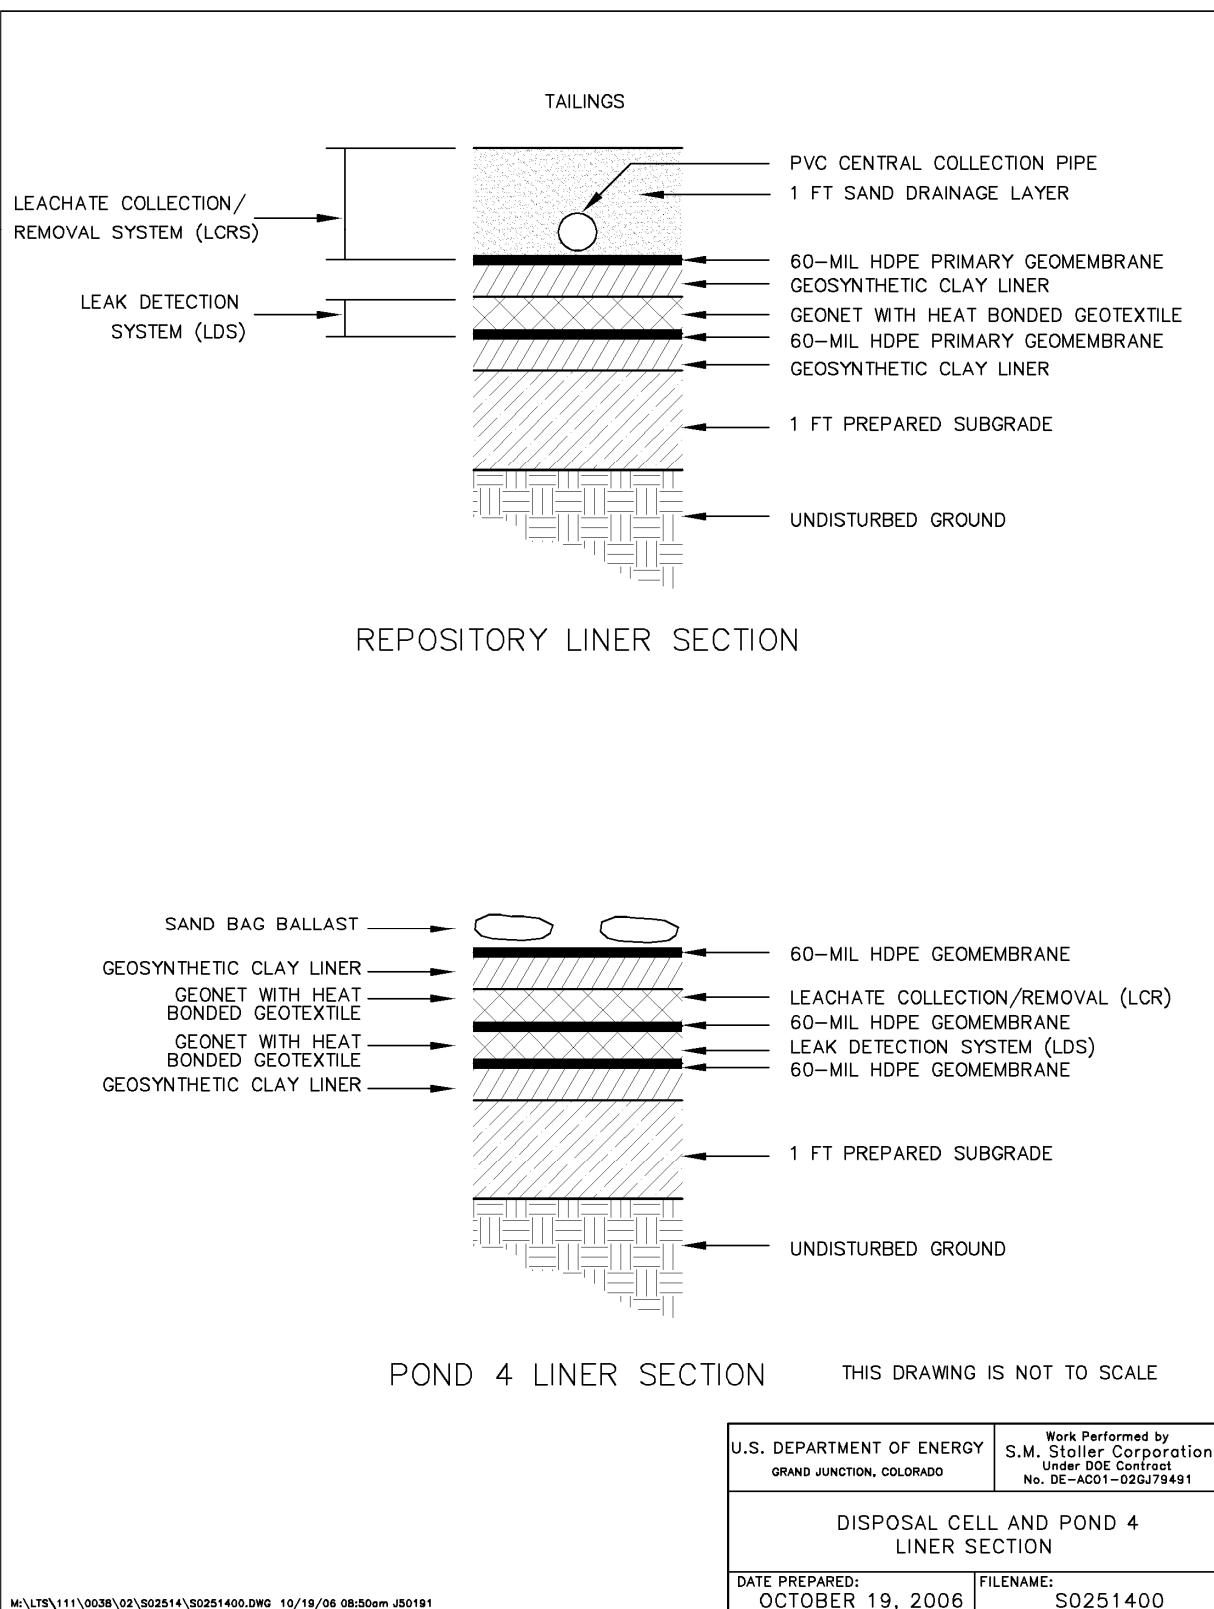 TAILINGS
PVC CENTRAL COLLECTION PIPE
1 FT SAND DRAINAGE LAYER
LEACHATE COLLECTION/
REMOVAL SYSTEM (LCRS)
60-MIL HDPE PRIMARY GEOMEMBRANE
GEOSYNTHETIC CLAY LINER
LEAK DETECTION
SYSTEM (LDS)
GEONET WITH HEAT BONDED GEOTEXTILE
60-MIL HDPE PRIMARY GEOMEMBRANE
GEOSYNTHETIC CLAY LINER
1 FT PREPARED SUBGRADE
UNDISTURBED GROUND
REPOSITORY LINER SECTION
SAND BAG BALLAST
GEOSYNTHETIC CLAY LINER
GEONET WITH HEAT
BONDED GEOTEXTILE
GEONET WITH HEAT
BONDED GEOTEXTILE
GEOSYNTHETIC CLAY LINER
60-MIL HDPE GEOMEMBRANE
LEACHATE COLLECTION/REMOVAL (LCR)
60-MIL HDPE GEOMEMBRANE
LEAK DETECTION SYSTEM (LDS)
60-MIL HDPE GEOMEMBRANE
1 FT PREPARED SUBGRADE
UNDISTURBED GROUND
POND 4 LINER SECTION
THIS DRAWING IS NOT TO SCALE
U.S. DEPARTMENT OF ENERGY
GRAND JUNCTION, COLORADO
Work Performed by
S.M. Stoller Corporation
Under DOE Contract
No. DE-AC01-02GJ79491
DISPOSAL CELL AND POND 4
LINER SECTION
DATE PREPARED:
OCTOBER 19, 2006
FILENAME:
S0251400
M:\LTS\111\0038\02\S02514\S0251400.DWG 10/19/06 08:50am J50191